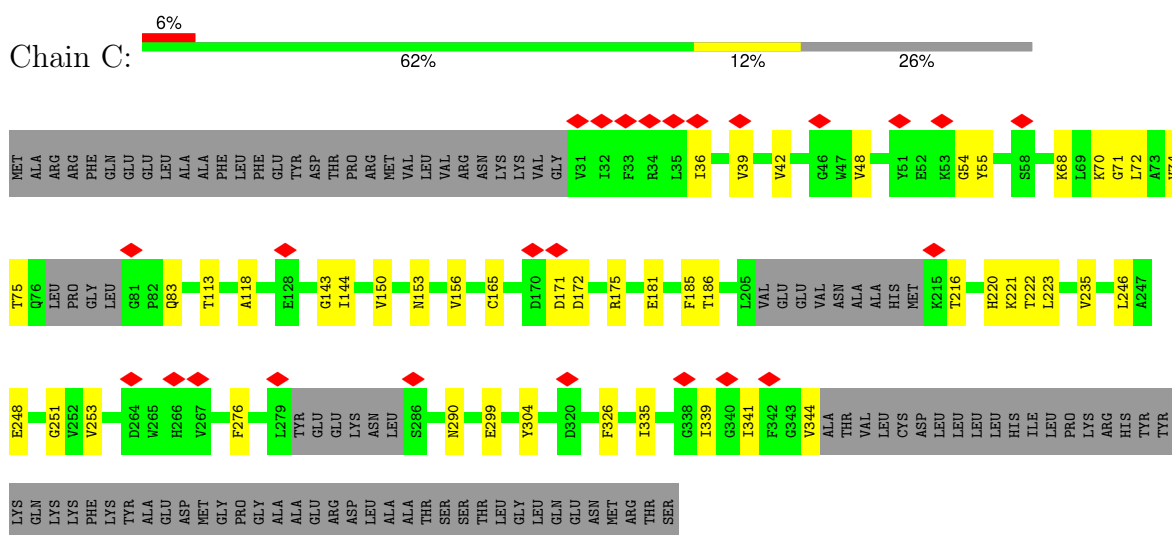 6%
Chain C:
62% 12% 26%
MET ALA ARG ARG PHE GLN GLU GLU LEU ALA ALA PHE LEU PHE GLU TYR ASP THR PRO ARG MET VAL LEU VAL ARG ASN LYS LYS VAL GLY V31 I32 F33 R34 L35 I36 V39 V42 G46 W47 V48 Y51 E52 K53 G54 Y55 S58 K68 L69 K70 G71 L72 A73
T75 Q76 LEU PRO GLY LEU G81 P82 Q83 T113 A118 E128 G143 I144 V150 N153 V156 C165 D170 D171 D172 R175 E181 F185 T186 L205 VAL GLU GLU VAL ASN ALA ALA HIS MET K215 T216 H220 K221 T222 L223 V235 L246 A247
E248 G251 V252 V253 D264 W265 H266 V267 F276 L279 TYR GLU GLU LYS ASN LEU S286 N290 E299 Y304 D320 F326 I335 G338 I339 G340 I341 F342 G343 V344 ALA THR VAL LEU CYS ASP LEU LEU LEU LEU HIS ILE LEU PRO LYS ARG HIS TYR TYR
LYS GLN LYS LYS PHE LYS TYR ALA GLU ASP MET GLY PRO GLY ALA ALA GLU ARG ASP LEU ALA ALA THR SER SER THR LEU GLY LEU GLN GLU ASN MET ARG THR SER